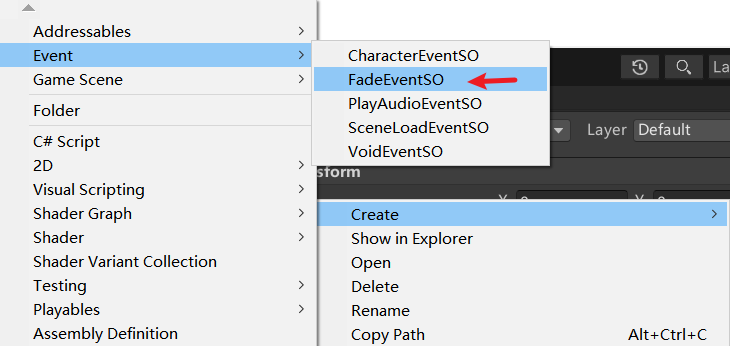 Addressables
Event
Game Scene
Folder
C# Script
2D
Visual Scripting
Shader Graph
Shader
Shader Variant Collection
Testing
Playables
Assembly Definition
CharacterEventSO
FadeEventSO
PlayAudioEventSO
SceneLoadEventSO
VoidEventSO
La
Layer Default
sform
Create
Show in Explorer
Open
Delete
Rename
Copy Path Alt+Ctrl+C